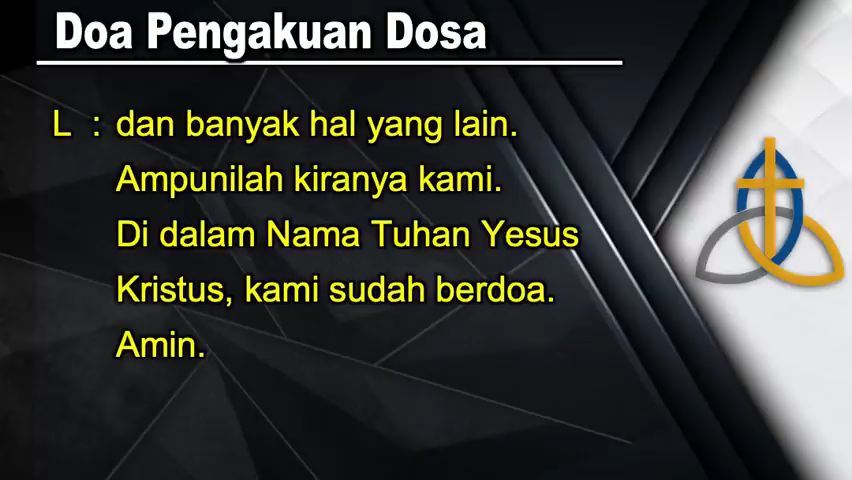 Doa Pengakuan Dosa
L : dan banyak hal yang lain.
Ampunilah kiranya kami.
Di dalam Nama Tuhan Yesus
Kristus, kami sudah berdoa.
Amin.